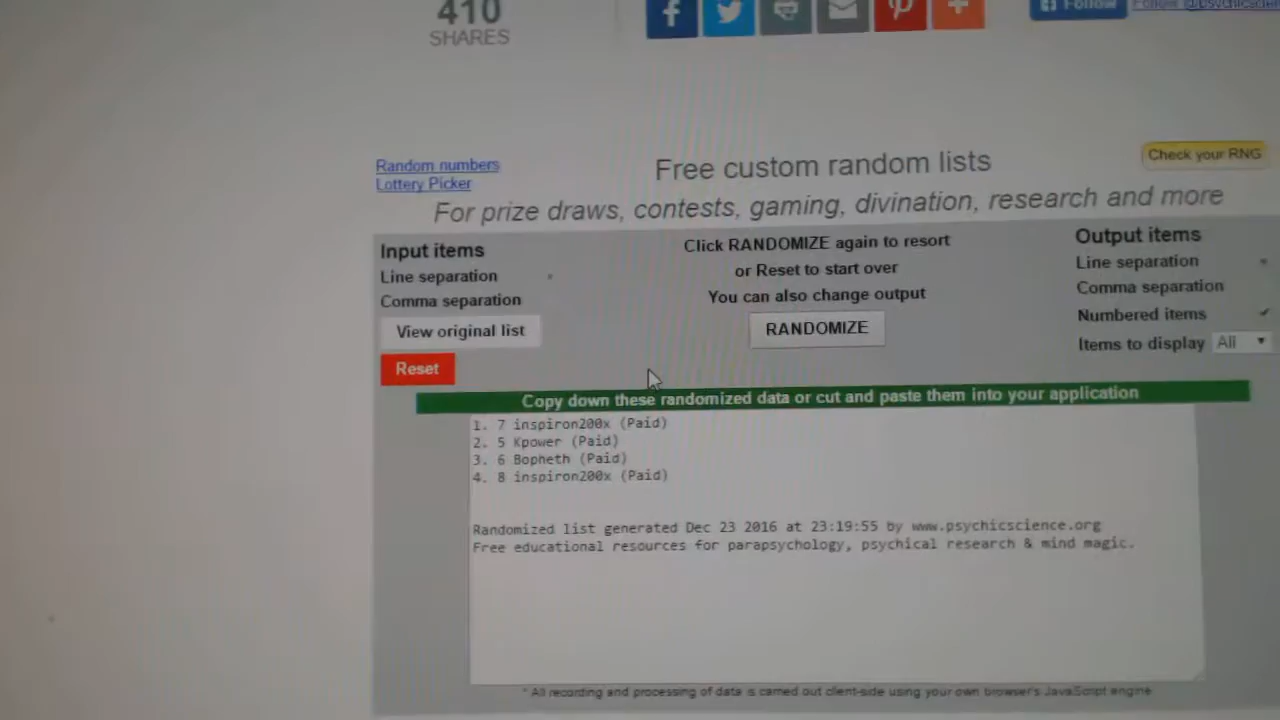 410
SHARES
Follow
Random numbers
Lottery Picker
Free custom random lists
Check your RNG
For prize draws, contests, gaming, divination, research and more
Input items
Line separation
Comma separation
View original list
Reset
Click RANDOMIZE again to resort
or Reset to start over
You can also change output
RANDOMIZE
Output items
Line separation
Comma separation
Numbered items
Items to display All
Copy down these randomized data or cut and paste them into your application
1. 7 inspiron200x (Paid)
2. 5 Kpower (Paid)
3. 6 Bopheth (Paid)
4. 8 inspiron200x (Paid)
Randomized list generated Dec 23 2016 at 23:19:55 by www.psychicscience.org
Free educational resources for parapsychology, psychical research & mind magic.
* All recording and processing of data is carried out client-side using your own browser's JavaScript engine